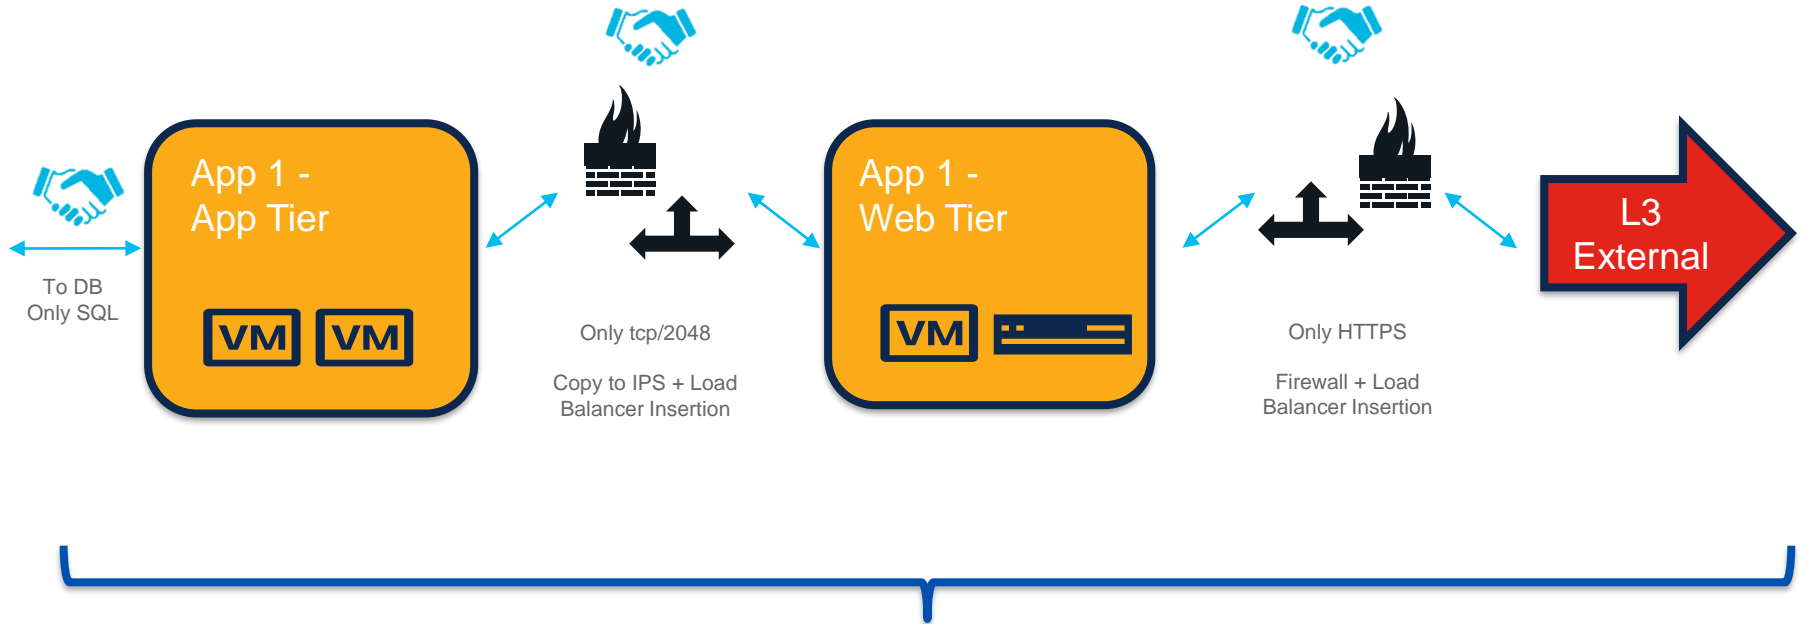 To DB
Only SQL
App 1 -
App Tier
VM VM
Only tcp/2048
Copy to IPS + Load
Balancer Insertion
App 1 -
Web Tier
VM
Only HTTPS
Firewall + Load
Balancer Insertion
L3
External